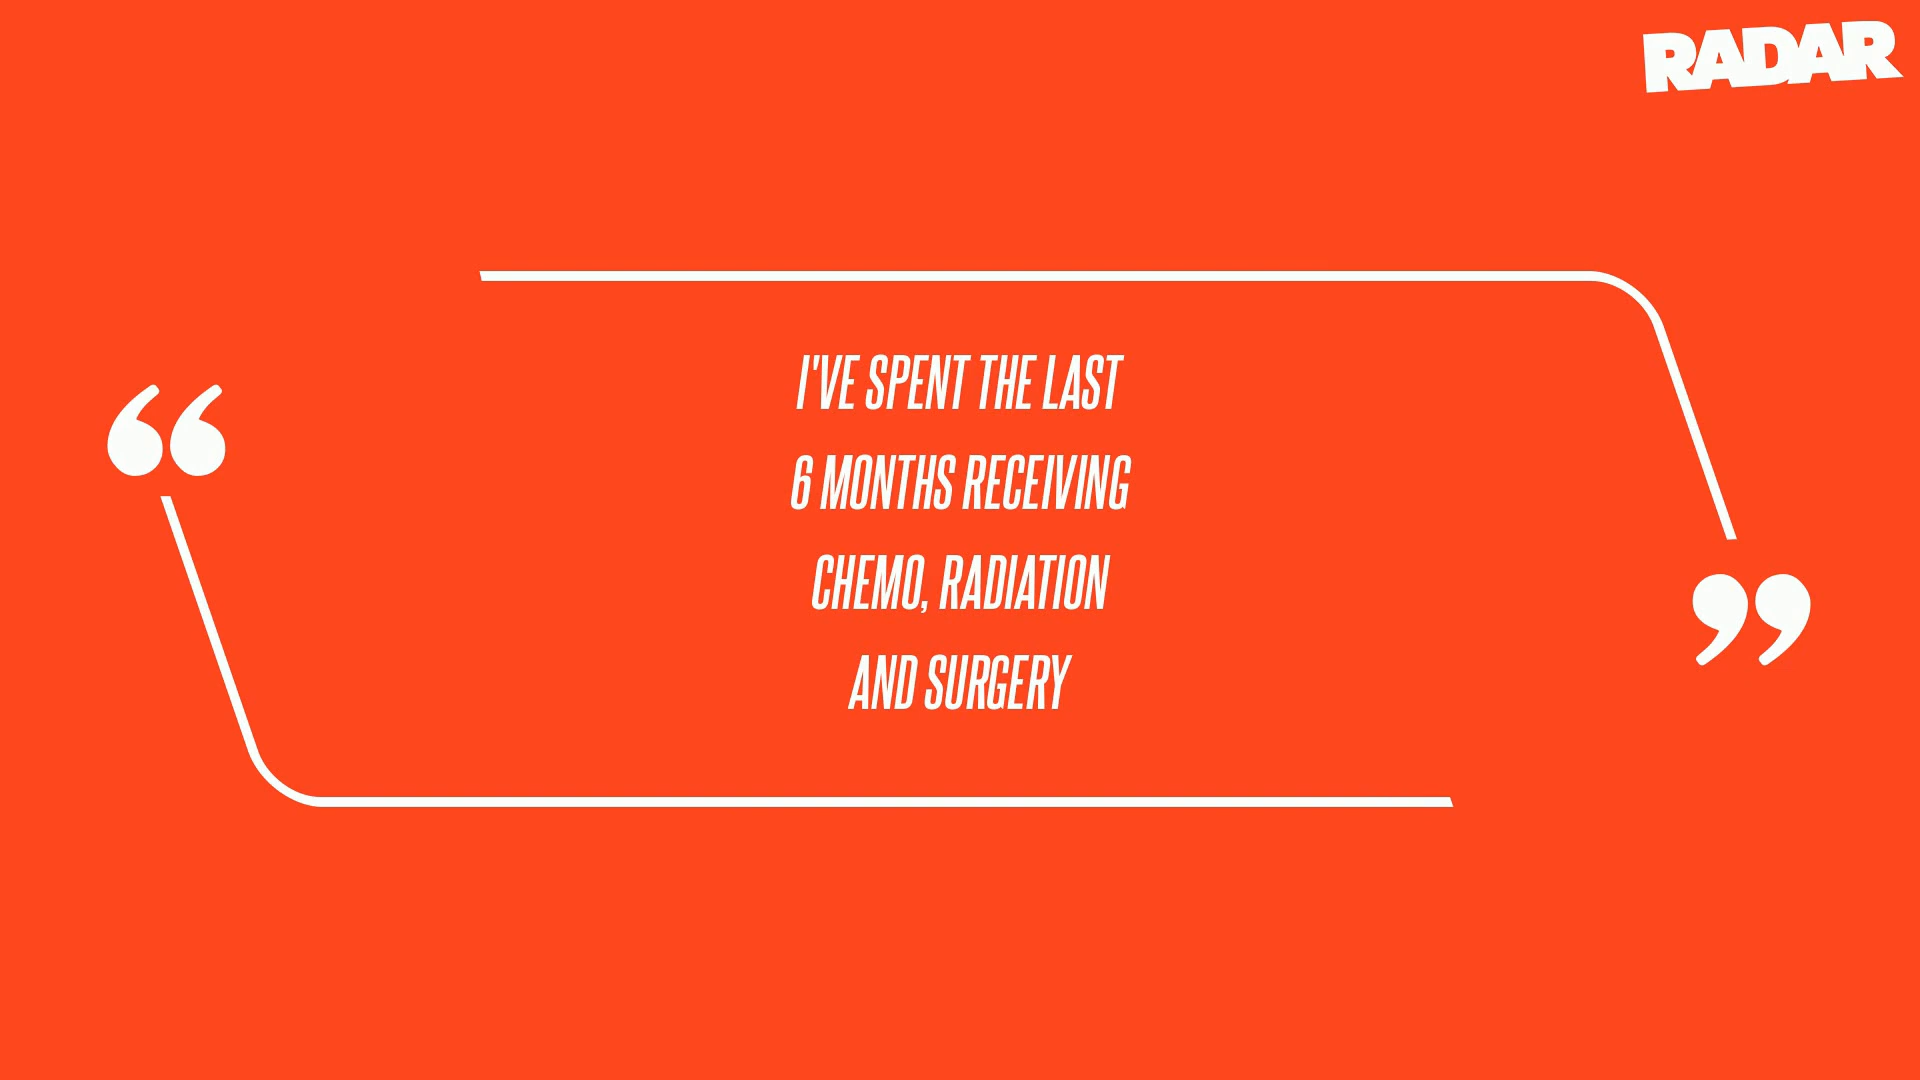 RADAR
I'VE SPENT THE LAST
6 MONTHS RECEIVING
CHEMO, RADIATION
AND SURGERY